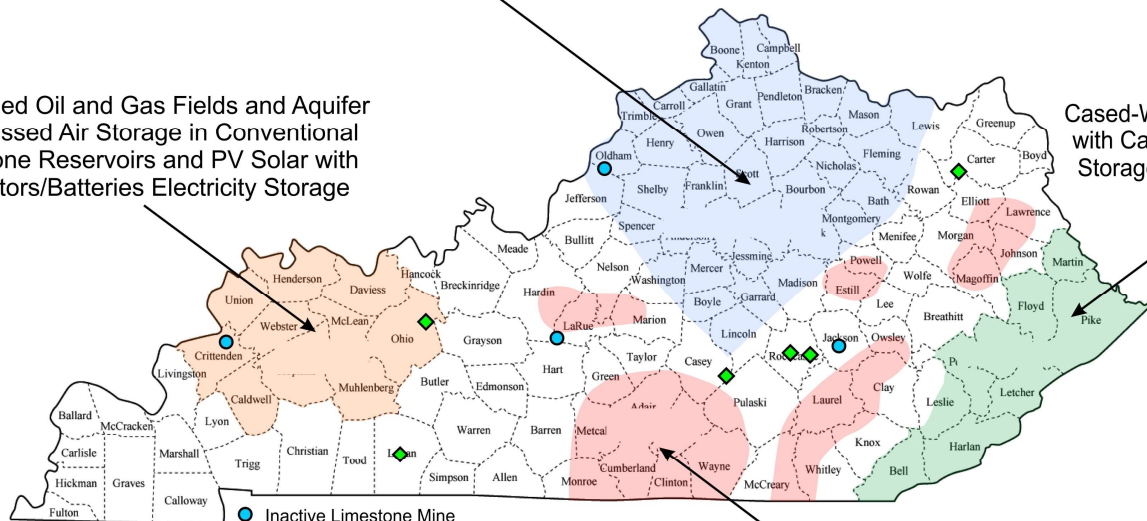 ed Oil and Gas Fields and Aquifer
ssed Air Storage in Conventional
one Reservoirs and PV Solar with
tors/Batteries Electricity Storage
Cased-W
with Ca
Storage
Boone
Campbell
Kenton
Gallatin
Carroll
Trimble
Grant
Pendleton
Bracken
Mason
Lewis
Greenup
Owen
Robertson
Henry
Harrison
Oldham
Nicholas
Fleming
Carter
Boyd
Scott
Shelby
Franklin
Bourbon
Rowan
Jefferson
Bath
Elliott
Lawrence
Montgomery
k
Spencer
Bullitt
Menifee
Morgan
Johnson
Meade
Jessmine
Powell
Martin
Nelson
Mercer
Washington
Madison
Wolfe
Magoffin
Hancock
Henderson
Daviess
Breckinridge
Hardin
Boyle
Garrard
Estill
Lee
Floyd
Union
Webster
McLean
LaRue
Marion
Breathitt
Pike
Ohio
Grayson
Lincoln
Jackson
Owsley
Crittenden
Taylor
Casey
Livingston
Hart
Green
Muhlenberg
Butler
Edmonson
Clay
Letcher
Caldwell
Adair
Pulaski
Laurel
Leslie
Ballard
McCracken
Lyon
Warren
Barren
Metcal
Knox
Harlan
Carlisle
Marshall
Trigg
Christian
Todd
Logan
Cumberland
Wayne
Whitley
Bell
Hickman
Graves
Simpson
Allen
Monroe
Clinton
McCreary
Calloway
Fulton
Inactive Limestone Mine